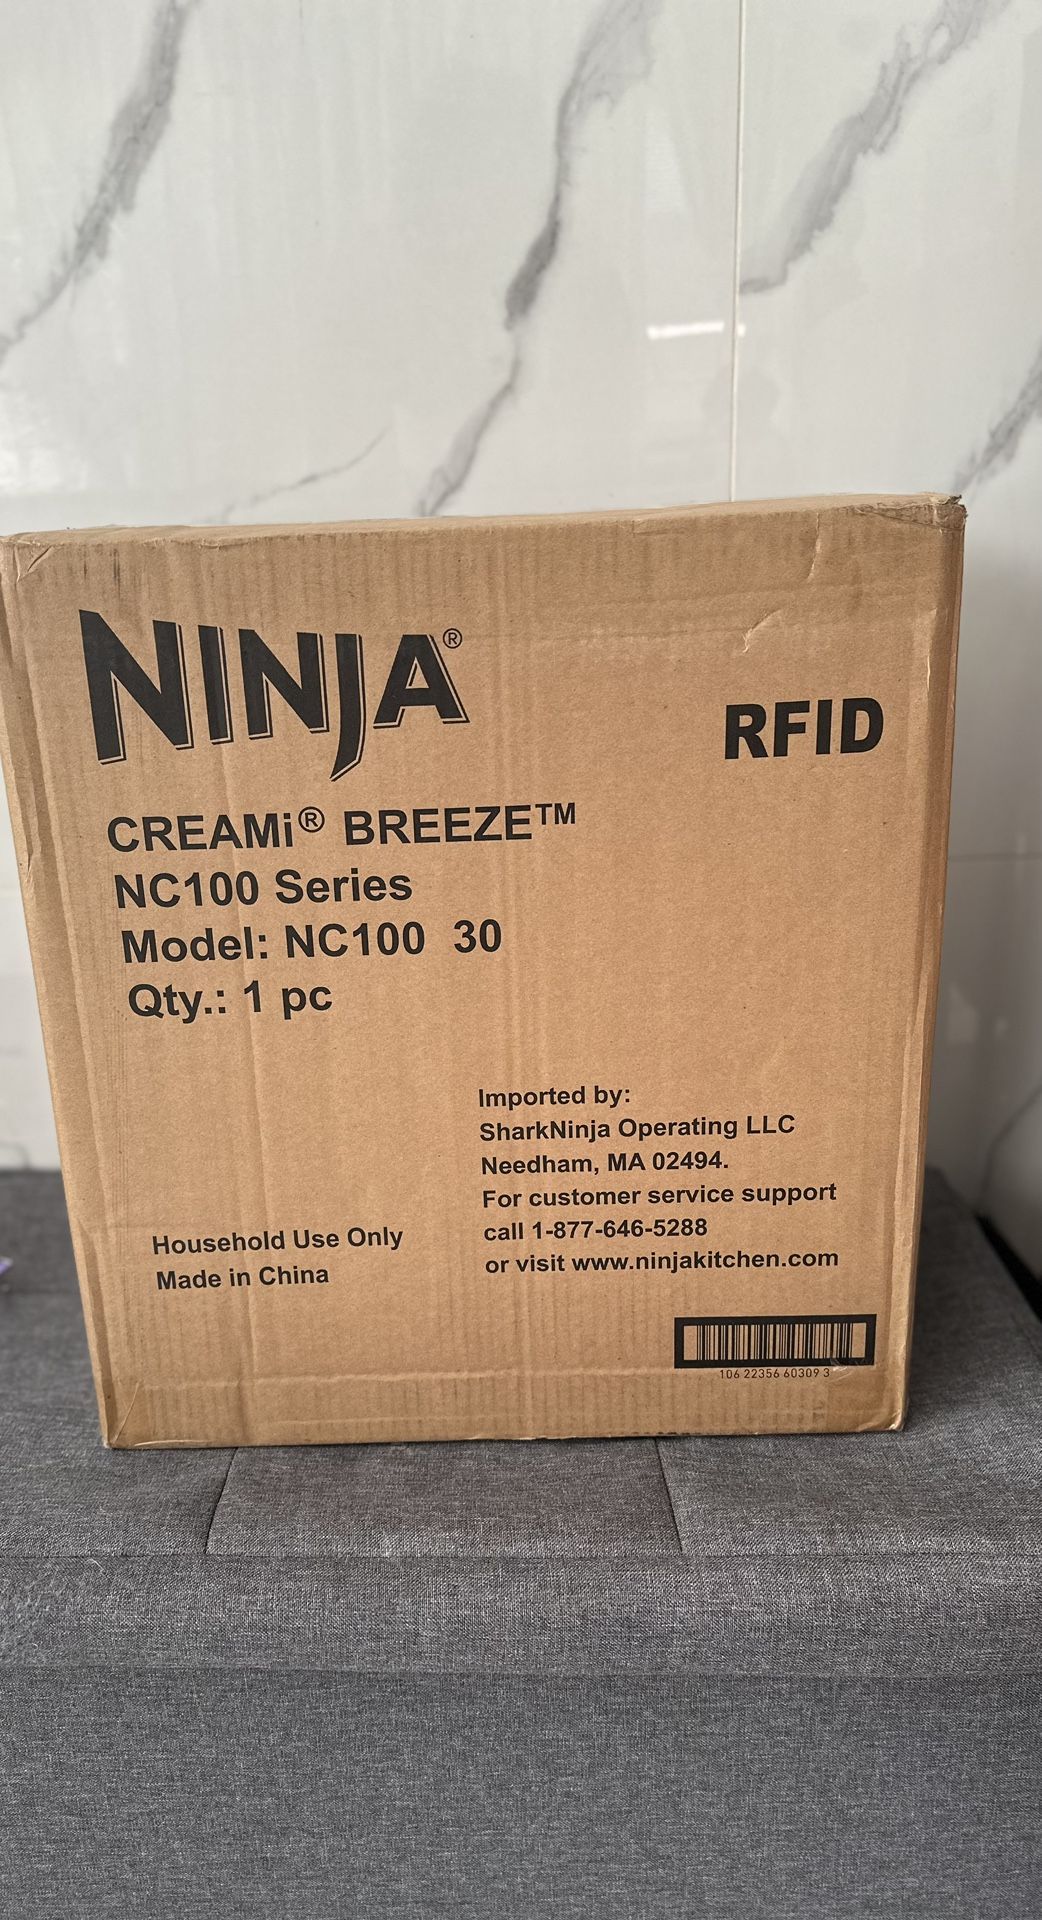 NINJA®
RFID
CREAMi® BREEZE™
NC100 Series
Model: NC100 30
Qty.: 1 pc
Imported by:
SharkNinja Operating LLC
Needham, MA 02494.
For customer service support
call 1-877-646-5288
or visit www.ninjakitchen.com
Household Use Only
Made in China
106 22356 60309 3